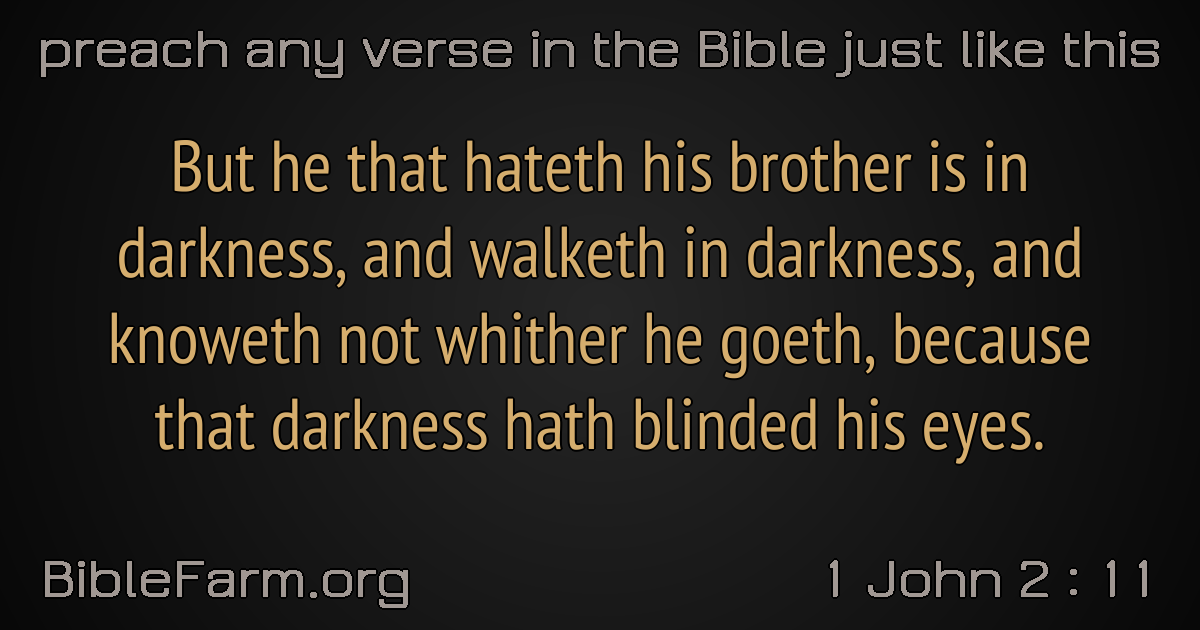 preach any verse in the Bible just like this
But he that hateth his brother is in
darkness, and walketh in darkness, and
knoweth not whither he goeth, because
that darkness hath blinded his eyes.
BibleFarm.org
1 John 2 : 11